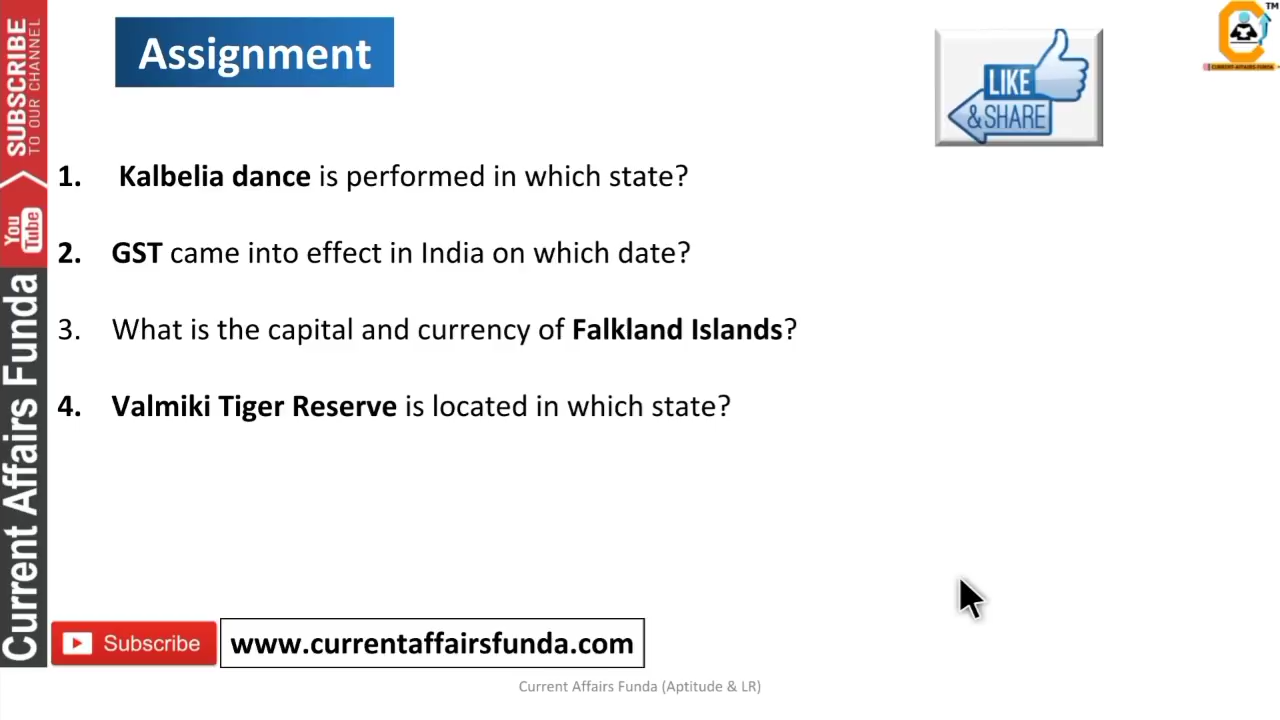 Assignment
LIKE
& SHARE
TM
CURRENT AFFAIRS FUNDA
SUBSCRIBE
TO OUR CHANNEL
You
Tube
Current Affairs Funda
1. Kalbelia dance is performed in which state?
2. GST came into effect in India on which date?
3. What is the capital and currency of Falkland Islands?
4. Valmiki Tiger Reserve is located in which state?
Subscribe
www.currentaffairsfunda.com
Current Affairs Funda (Aptitude & LR)